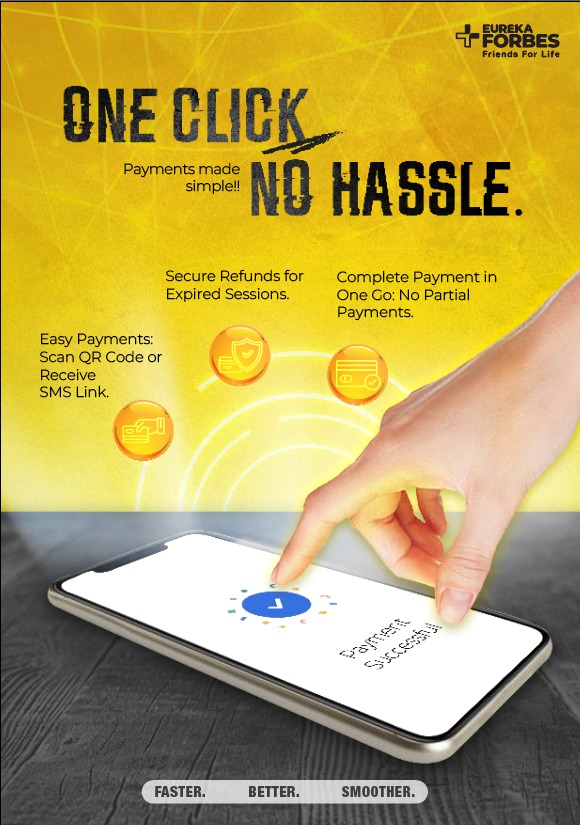 EUREKA
FORBES
Friends For Life
ONE CLICK
Payments made
simple!!
NO HASSLE.
Secure Refunds for
Expired Sessions.
Complete Payment in
One Go: No Partial
Payments.
Easy Payments:
Scan QR Code or
Receive
SMS Link.
Payment
Successful!
FASTER. BETTER. SMOOTHER.